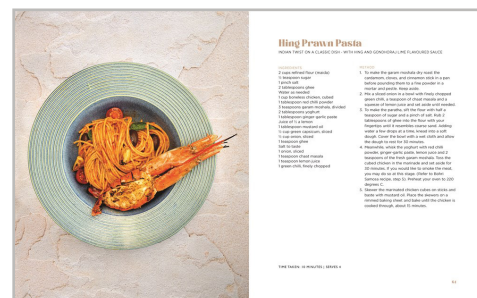 Hing Prawn Pasta
INDIAN TWIST ON A CLASSIC DISH - WITH HING AND GONDHORAJ LIME FLAVOURED SAUCE
INGREDIENTS
2 cups refined flour (maida)
½ teaspoon sugar
1 pinch salt
2 tablespoons ghee
Water as needed
1 cup boneless chicken, cubed
1 tablespoon red chilli powder
2 teaspoons garam masala, divided
2 tablespoons yoghurt
1 tablespoon ginger garlic paste
Juice of ½ a lemon
1 tablespoon mustard oil
½ cup green capsicum, sliced
½ cup onion, sliced
1 teaspoon ghee
Salt to taste
1 onion, sliced
1 teaspoon chaat masala
1 teaspoon lemon juice
1 green chilli, finely chopped
METHOD
1. To make the garam masala dry roast the
cardamom, cloves, and cinnamon stick in a pan
before pounding them to a fine powder in a
mortar and pestle. Keep aside.
2. Mix a sliced onion in a bowl with finely chopped
green chilli, a teaspoon of chaat masala and a
squeeze of lemon juice and set aside until needed.
3. To make the paratha, sift the flour with half a
teaspoon of sugar and a pinch of salt. Rub 2
tablespoons of ghee into the flour with your
fingertips until it resembles coarse sand. Adding
water a few drops at a time, knead into a soft
dough. Cover the bowl with a wet cloth and allow
the dough to rest for 30 minutes.
4. Meanwhile, whisk the yoghurt with red chilli
powder, ginger garlic paste, lemon juice and 2
teaspoons of the fresh garam masala. Toss the
cubed chicken in the marinade and set aside for
30 minutes. If you would like to smoke the meat,
you may do so at this stage. (Refer to Boiler
Samosa recipe, step 5). Preheat your oven to 200
degrees C.
5. Skewer the marinated chicken cubes on sticks and
baste with mustard oil. Place the skewers on a
rimmed baking sheet and bake until the chicken is
cooked through, about 15 minutes.
TIME TAKEN: 15 MINUTES | SERVES 4